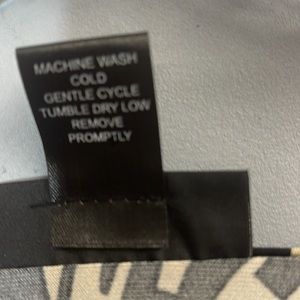 MACHINE WASH
COLD
GENTLE CYCLE
TUMBLE DRY LOW
REMOVE
PROMPTLY